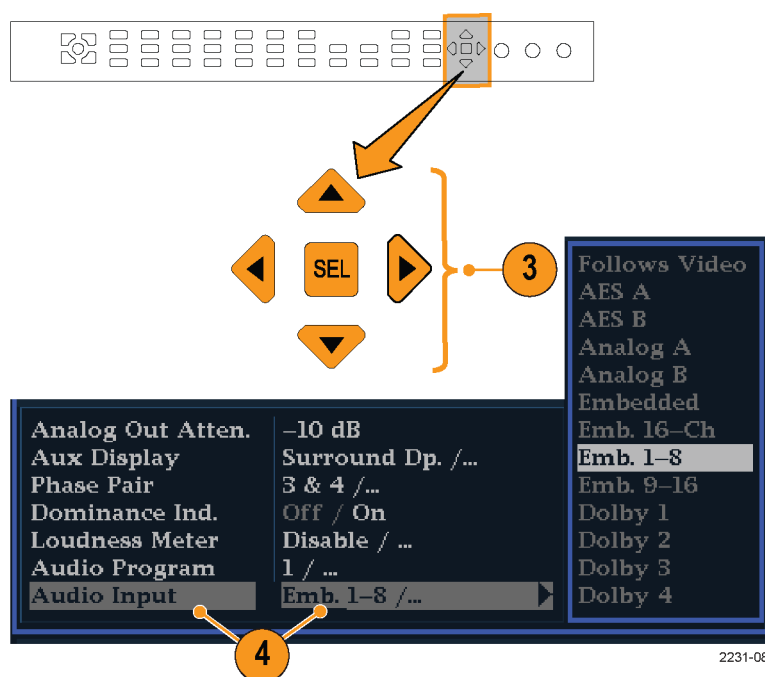 SEL
3
Follows Video
AES A
AES B
Analog A
Analog B
Embedded
Emb. 16–Ch
Emb. 1–8
Emb. 9–16
Dolby 1
Dolby 2
Dolby 3
Dolby 4
Analog Out Atten. –10 dB
Aux Display Surround Dp. /...
Phase Pair 3 & 4 /...
Dominance Ind. Off / On
Loudness Meter Disable / ...
Audio Program 1 / ...
Audio Input Emb. 1–8 /...
4
2231-08